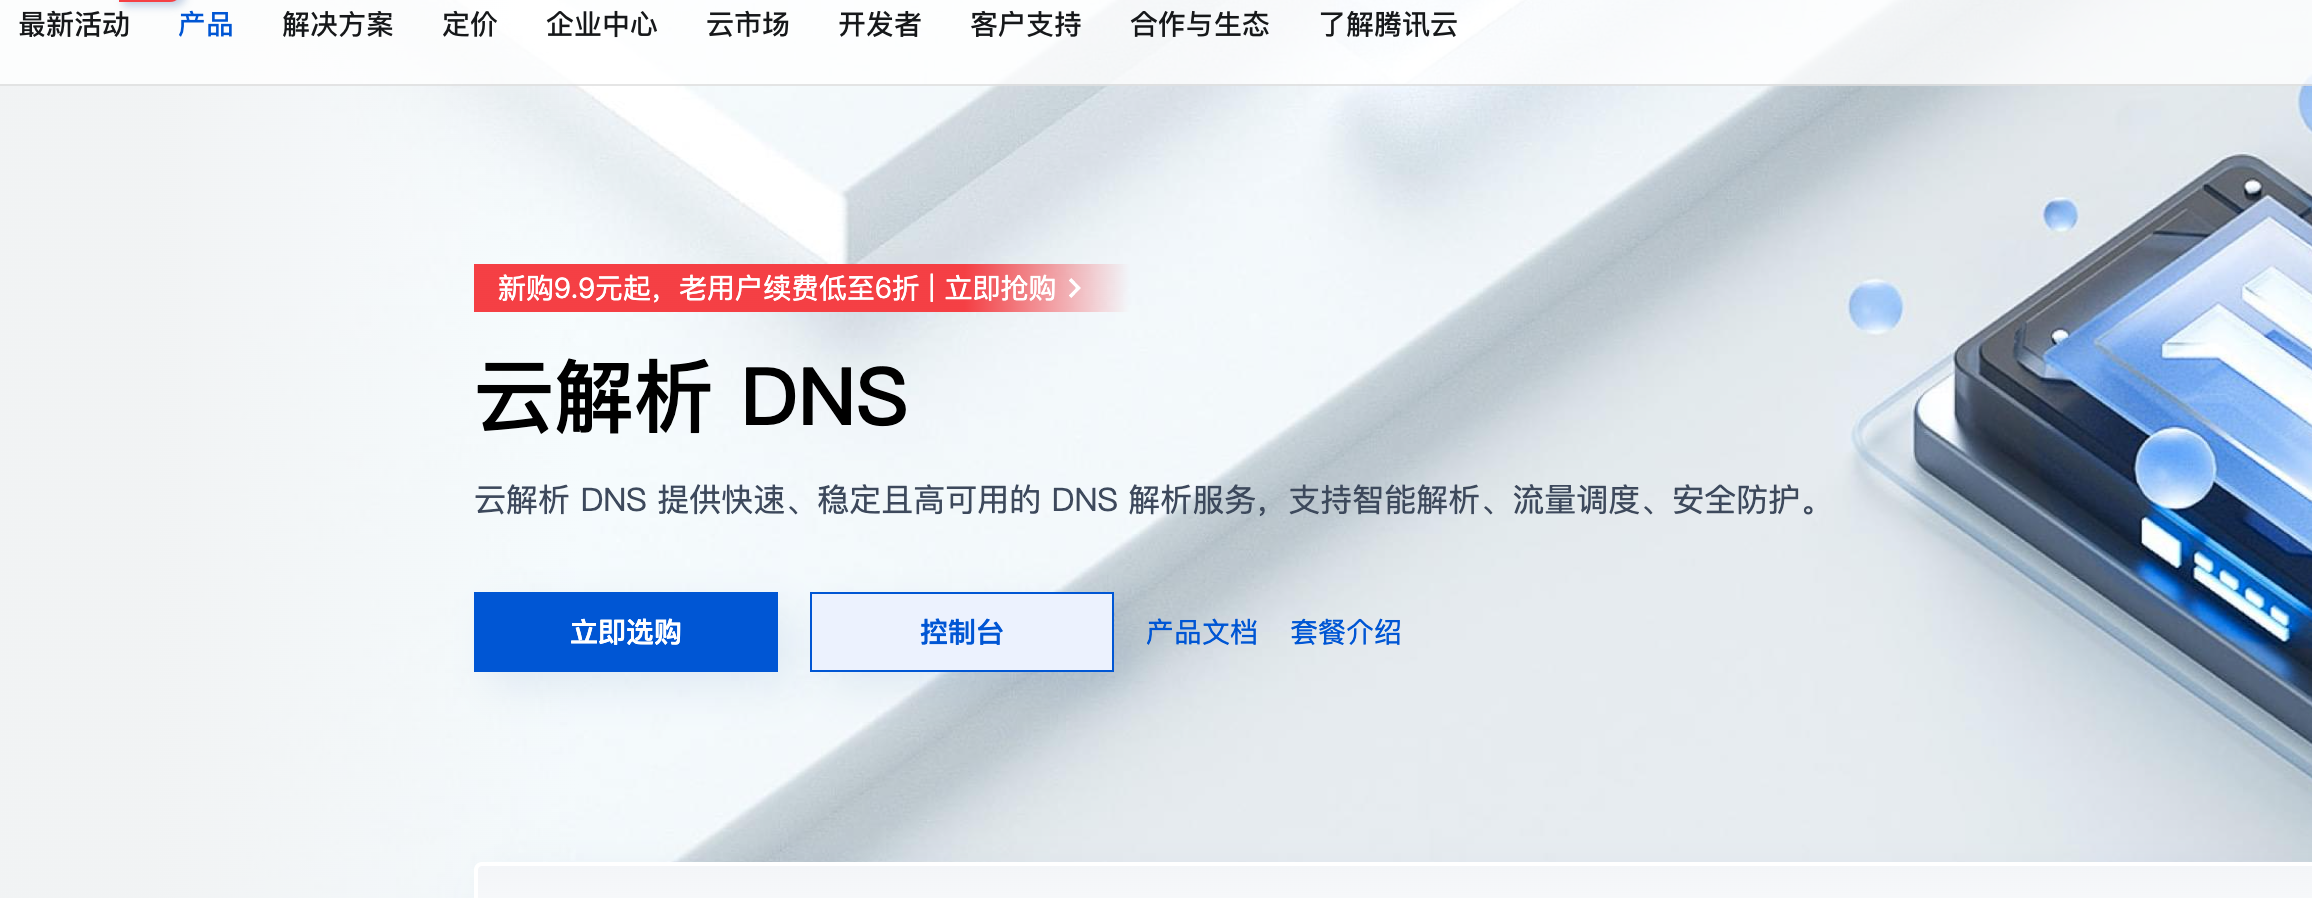 最新活动 产品 解决方案 定价 企业中心 云市场 开发者 客户支持 合作与生态 了解腾讯云
新购9.9元起，老用户续费低至6折 | 立即抢购 >
云解析 DNS
云解析 DNS 提供快速、稳定且高可用的 DNS 解析服务，支持智能解析、流量调度、安全防护。
立即选购 控制台 产品文档 套餐介绍